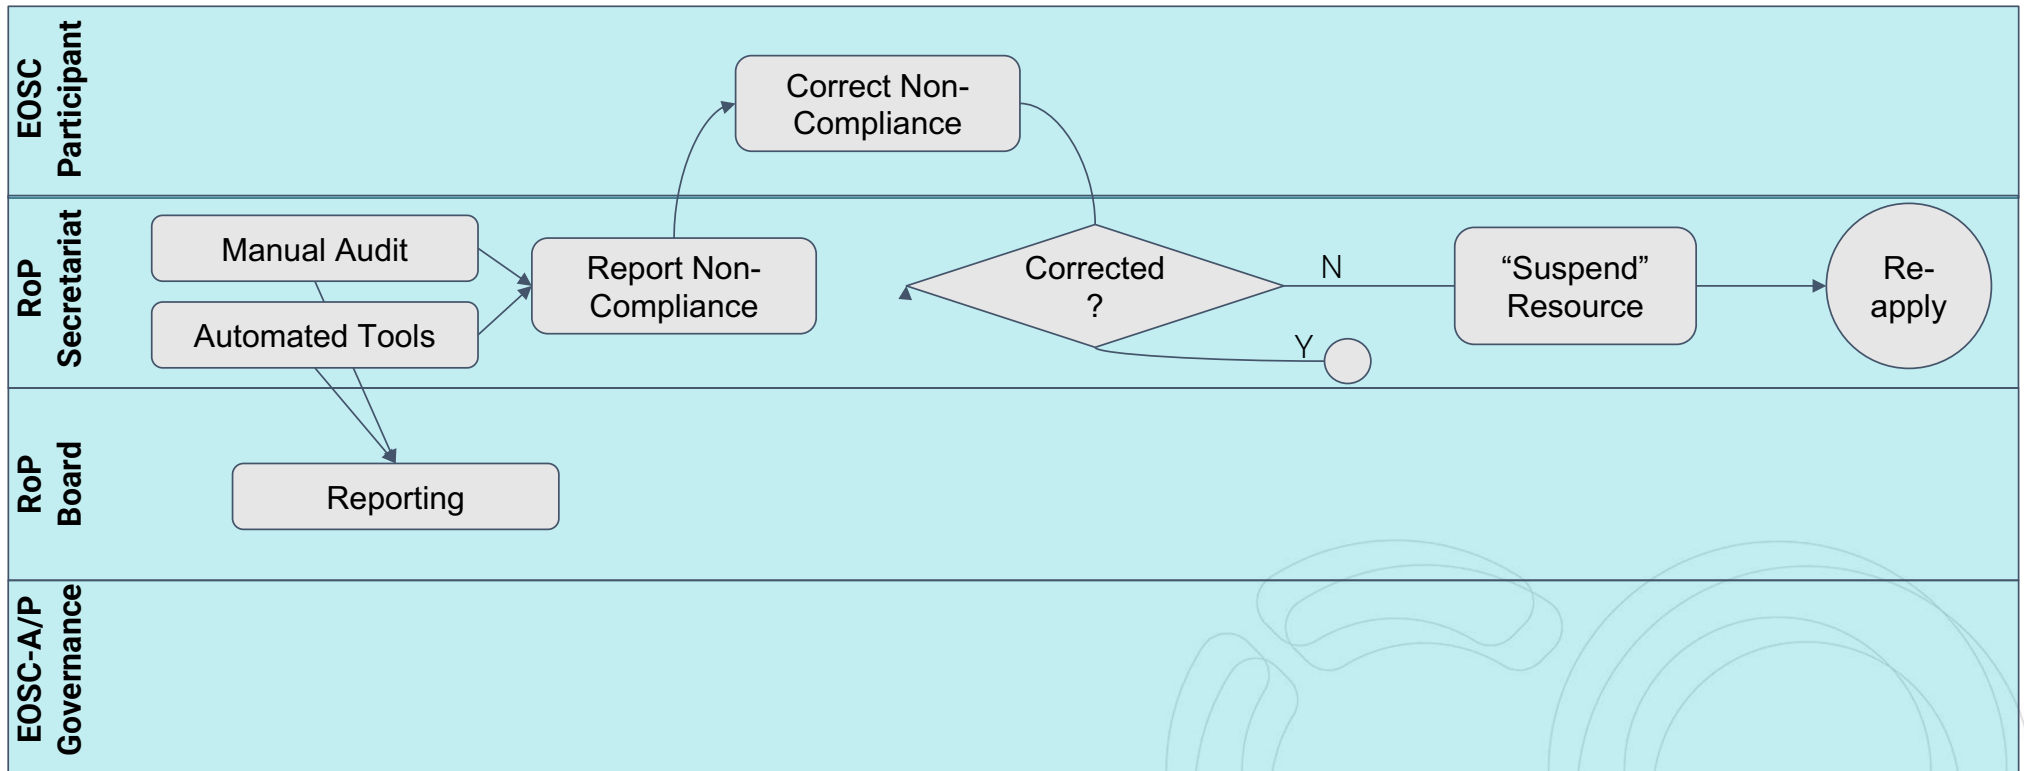 EOSC
Participant
Correct Non-
Compliance
RoP
Secretariat
Manual Audit
Automated Tools
Report Non-
Compliance
Corrected
?
N
Y
“Suspend”
Resource
Re-
apply
RoP
Board
Reporting
EOSC-A/P
Governance